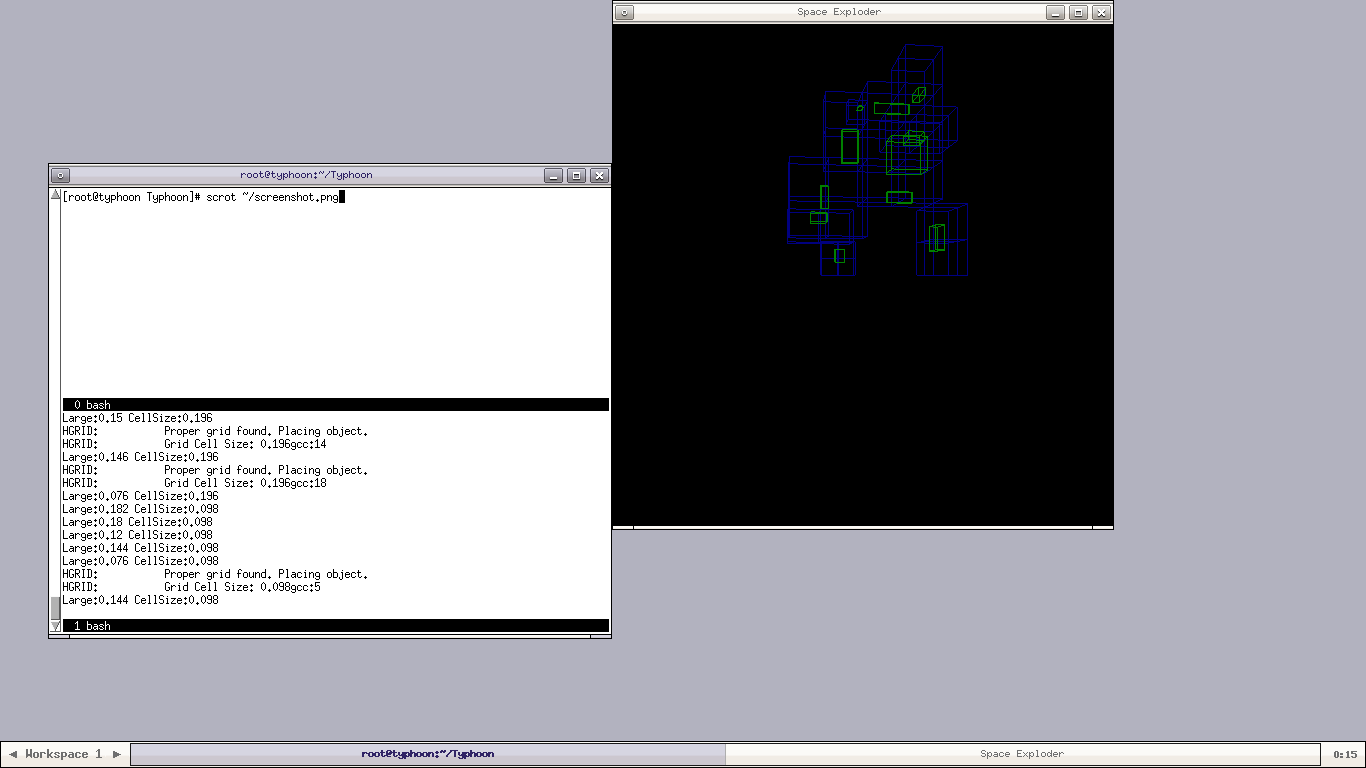 Space Exploder
root@typhoon:~/Typhoon
[root@typhoon Typhoon]# scrot ~/screenshot.png
0 bash
Large:0.15 CellSize:0.196
HGRID:           Proper grid found. Placing object.
HGRID:           Grid Cell Size: 0.196gcc:14
Large:0.146 CellSize:0.196
HGRID:           Proper grid found. Placing object.
HGRID:           Grid Cell Size: 0.196gcc:18
Large:0.076 CellSize:0.196
Large:0.182 CellSize:0.098
Large:0.18 CellSize:0.098
Large:0.12 CellSize:0.098
Large:0.144 CellSize:0.098
Large:0.076 CellSize:0.098
HGRID:           Proper grid found. Placing object.
HGRID:           Grid Cell Size: 0.098gcc:5
Large:0.144 CellSize:0.098
1 bash
Workspace 1
root@typhoon:~/Typhoon
Space Exploder
0:15